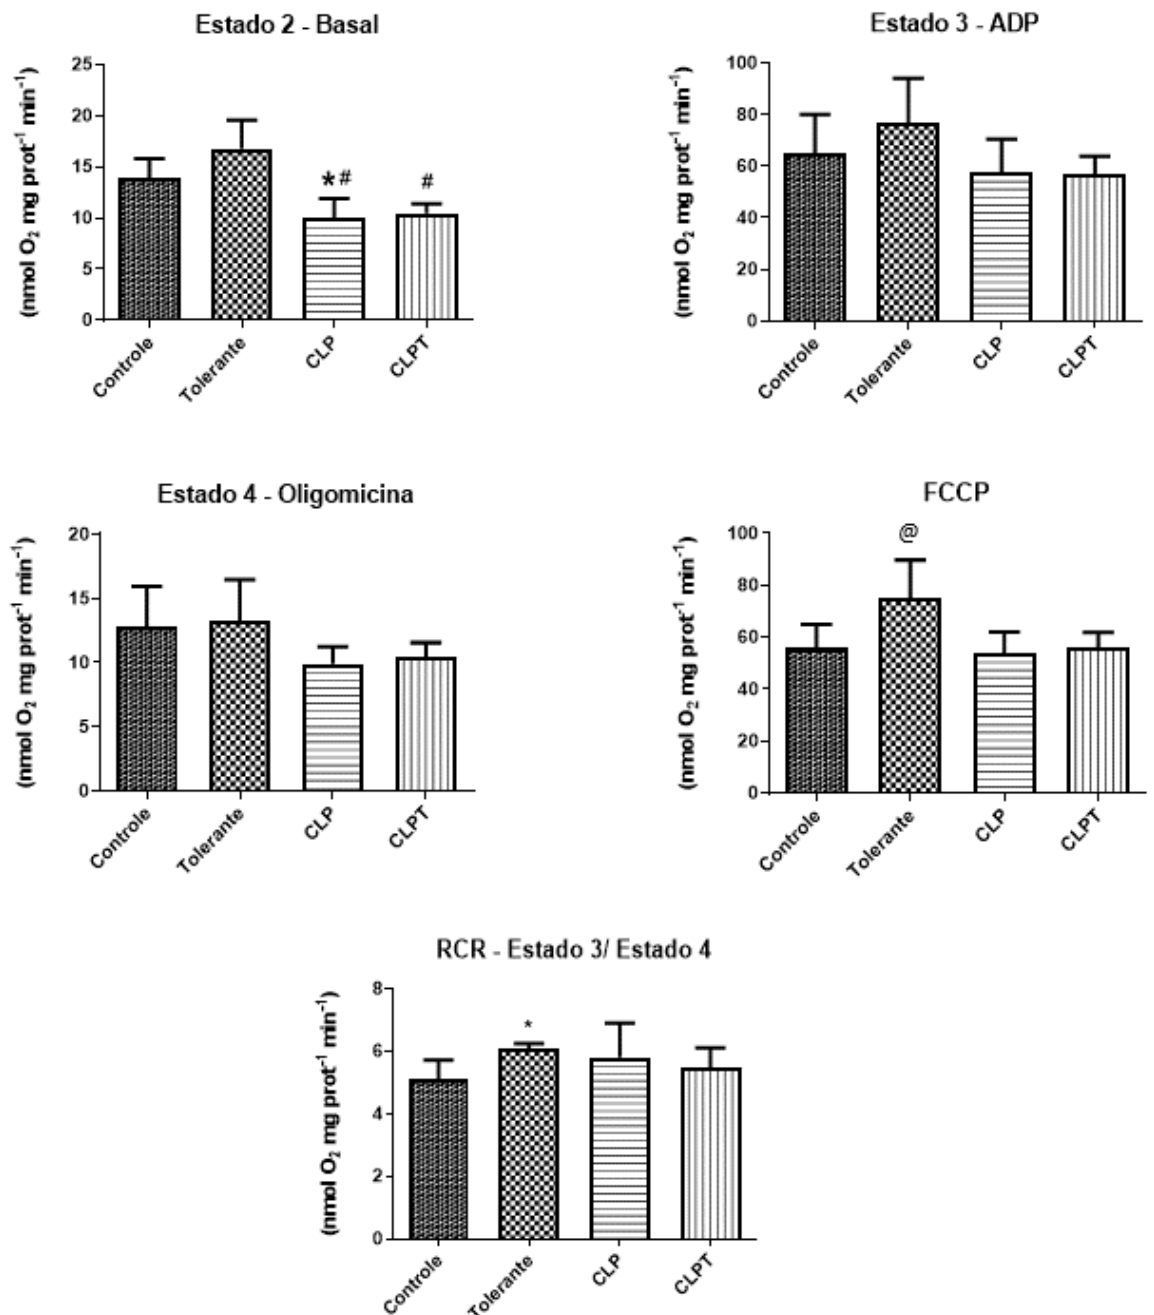 Estado 2 - Basal
(nmol O₂ mg prot⁻¹ min⁻¹)
25
20
15
10
5
0
*#
#
Controle
Tolerante
CLP
CLPT
Estado 3 - ADP
(nmol O₂ mg prot⁻¹ min⁻¹)
100
80
60
40
20
0
Controle
Tolerante
CLP
CLPT
Estado 4 - Oligomicina
(nmol O₂ mg prot⁻¹ min⁻¹)
20
15
10
5
0
Controle
Tolerante
CLP
CLPT
FCCP
(nmol O₂ mg prot⁻¹ min⁻¹)
100
80
60
40
20
0
@
Controle
Tolerante
CLP
CLPT
RCR - Estado 3/ Estado 4
(nmol O₂ mg prot⁻¹ min⁻¹)
8
6
4
2
0
*
Controle
Tolerante
CLP
CLPT